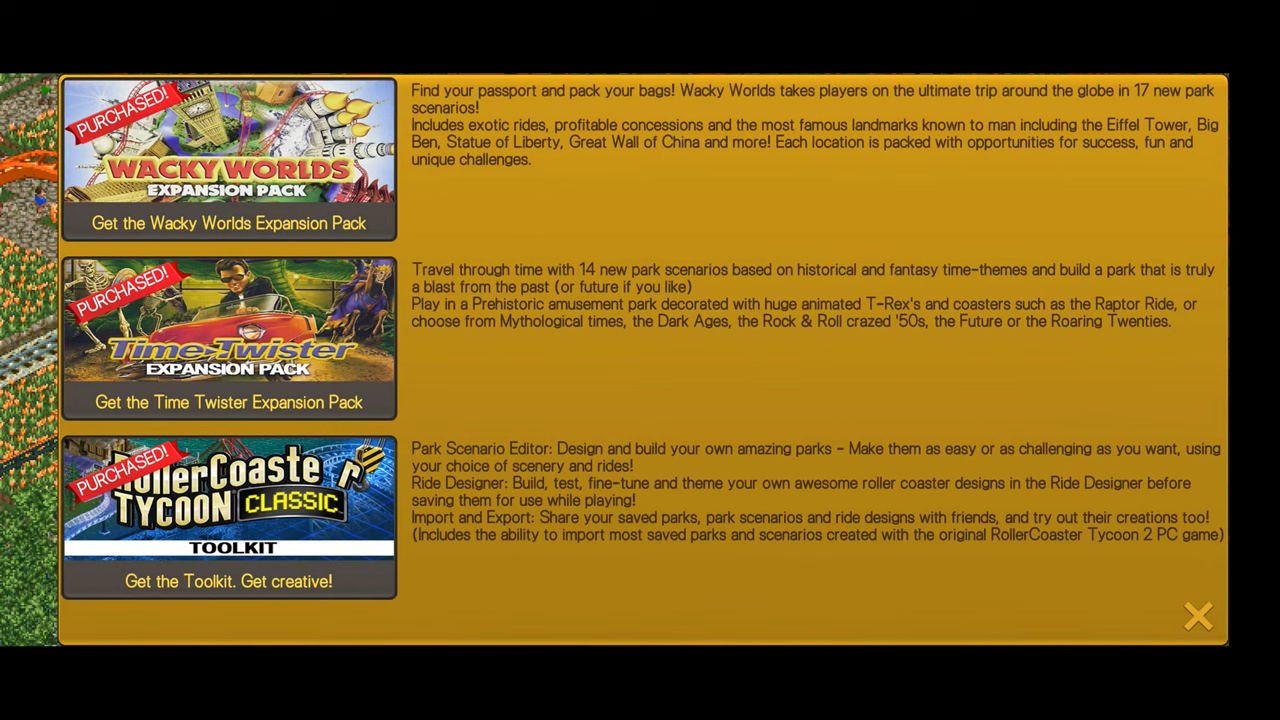 PURCHASED!
WACKY WORLDS
EXPANSION PACK
Get the Wacky Worlds Expansion Pack
Find your passport and pack your bags! Wacky Worlds takes players on the ultimate trip around the globe in 17 new park
scenarios!
Includes exotic rides, profitable concessions and the most famous landmarks known to man including the Eiffel Tower, Big
Ben, Statue of Liberty, Great Wall of China and more! Each location is packed with opportunities for success, fun and
unique challenges.
PURCHASED!
Time Twister
EXPANSION PACK
Get the Time Twister Expansion Pack
Travel through time with 14 new park scenarios based on historical and fantasy time-themes and build a park that is truly
a blast from the past (or future if you like)
Play in a Prehistoric amusement park decorated with huge animated T-Rex's and coasters such as the Raptor Ride, or
choose from Mythological times, the Dark Ages, the Rock & Roll crazed '50s, the Future or the Roaring Twenties.
PURCHASED!
RollerCoaster
TYCOON CLASSIC
TOOLKIT
Get the Toolkit. Get creative!
Park Scenario Editor: Design and build your own amazing parks - Make them as easy or as challenging as you want, using
your choice of scenery and rides!
Ride Designer: Build, test, fine-tune and theme your own awesome roller coaster designs in the Ride Designer before
saving them for use while playing!
Import and Export: Share your saved parks, park scenarios and ride designs with friends, and try out their creations too!
(Includes the ability to import most saved parks and scenarios created with the original RollerCoaster Tycoon 2 PC game)